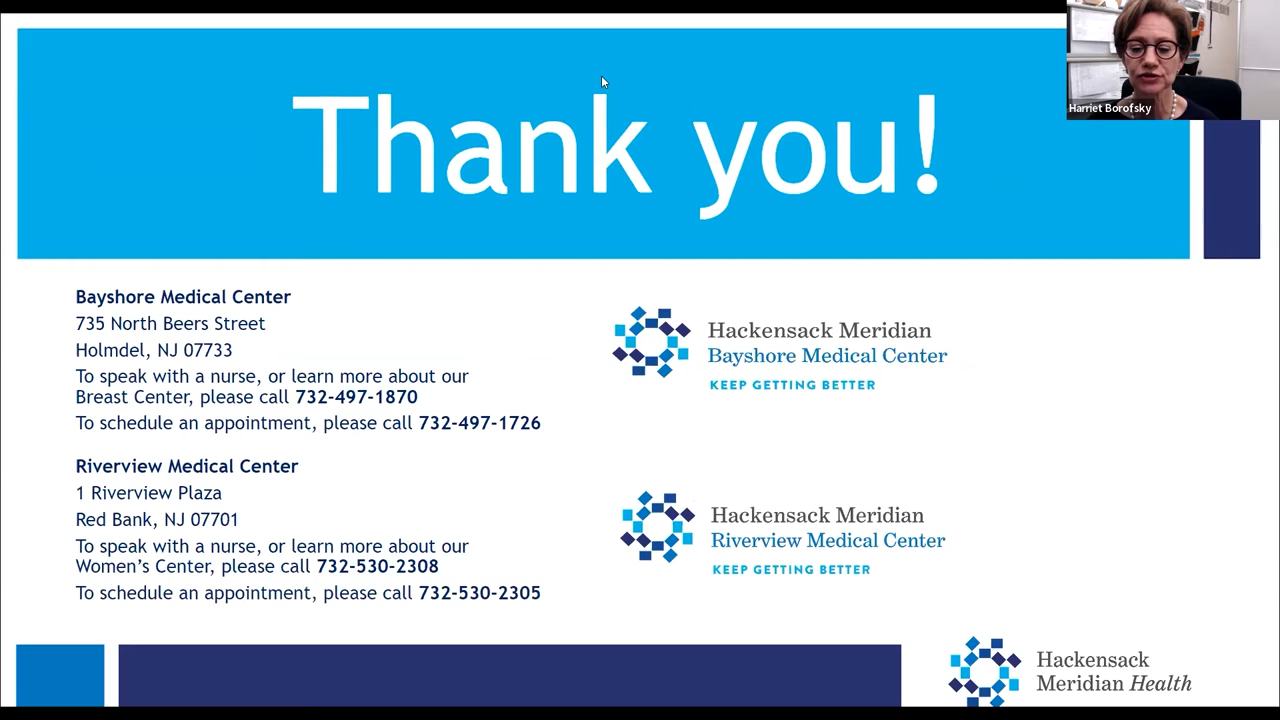 Thank you!
Harriet Borofsky
Bayshore Medical Center
735 North Beers Street
Holmdel, NJ 07733
To speak with a nurse, or learn more about our
Breast Center, please call 732-497-1870
To schedule an appointment, please call 732-497-1726
Hackensack Meridian
Bayshore Medical Center
KEEP GETTING BETTER
Riverview Medical Center
1 Riverview Plaza
Red Bank, NJ 07701
To speak with a nurse, or learn more about our
Women’s Center, please call 732-530-2308
To schedule an appointment, please call 732-530-2305
Hackensack Meridian
Riverview Medical Center
KEEP GETTING BETTER
Hackensack
Meridian Health